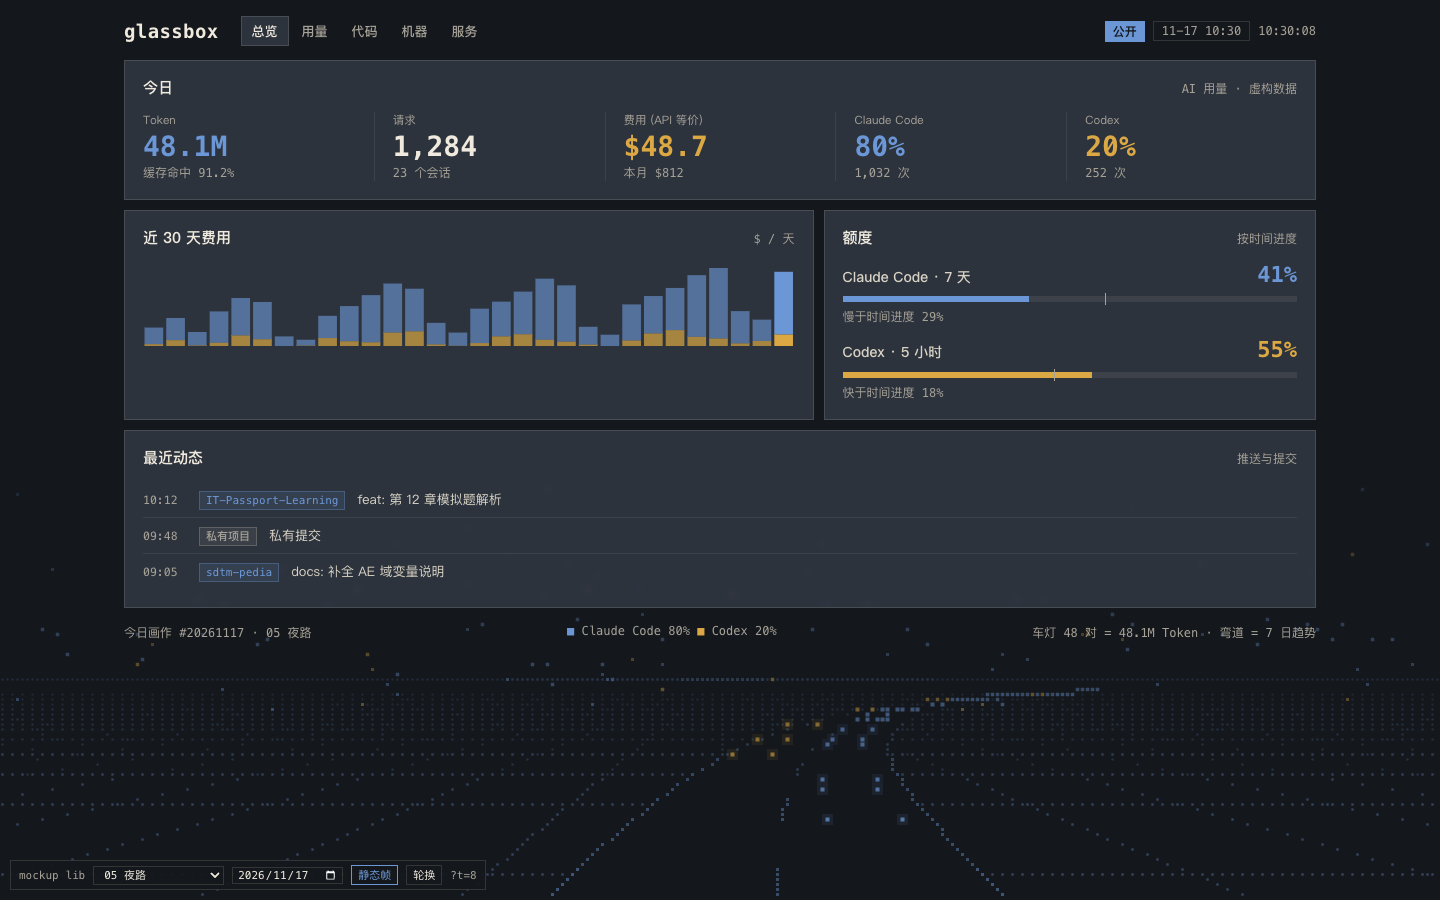 glassbox 总览 用量 代码 机器 服务 公开 11-17 10:30 10:30:08
今日 AI 用量 · 虚构数据
Token 请求 费用 (API 等价) Claude Code Codex
48.1M 1,284 $48.7 80% 20%
缓存命中 91.2% 23 个会话 本月 $812 1,032 次 252 次
近 30 天费用 $ / 天
额度 按时间进度
Claude Code · 7 天 41%
慢于时间进度 29%
Codex · 5 小时 55%
快于时间进度 18%
最近动态 推送与提交
10:12 IT-Passport-Learning feat: 第 12 章模拟题解析
09:48 私有项目 私有提交
09:05 sdtm-pedia docs: 补全 AE 域变量说明
今日画作 #20261117 · 05 夜路 Claude Code 80% Codex 20% 车灯 48 对 = 48.1M Token · 弯道 = 7 日趋势
mockup lib 05 夜路 2026/11/17 静态帧 轮换 ?t=8